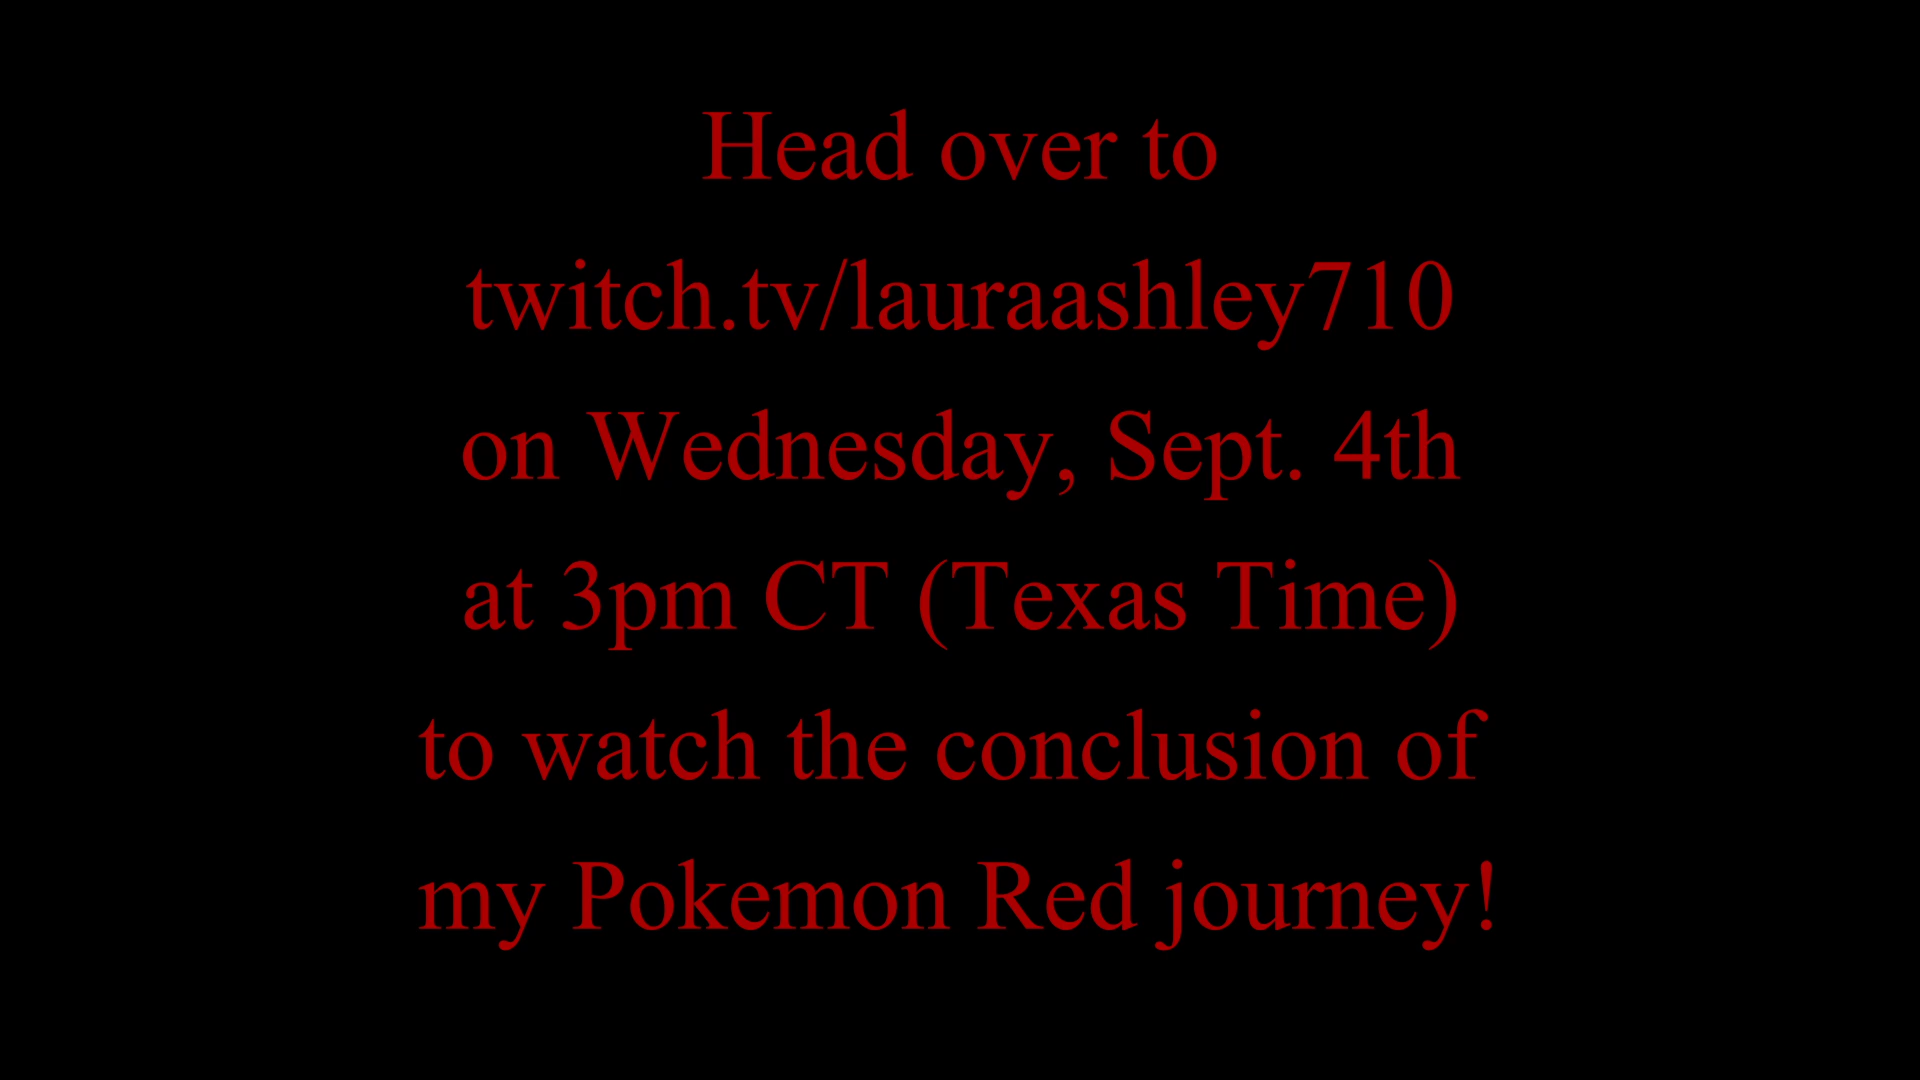 Head over to
twitch.tv/lauraashley710
on Wednesday, Sept. 4th
at 3pm CT (Texas Time)
to watch the conclusion of
my Pokemon Red journey!